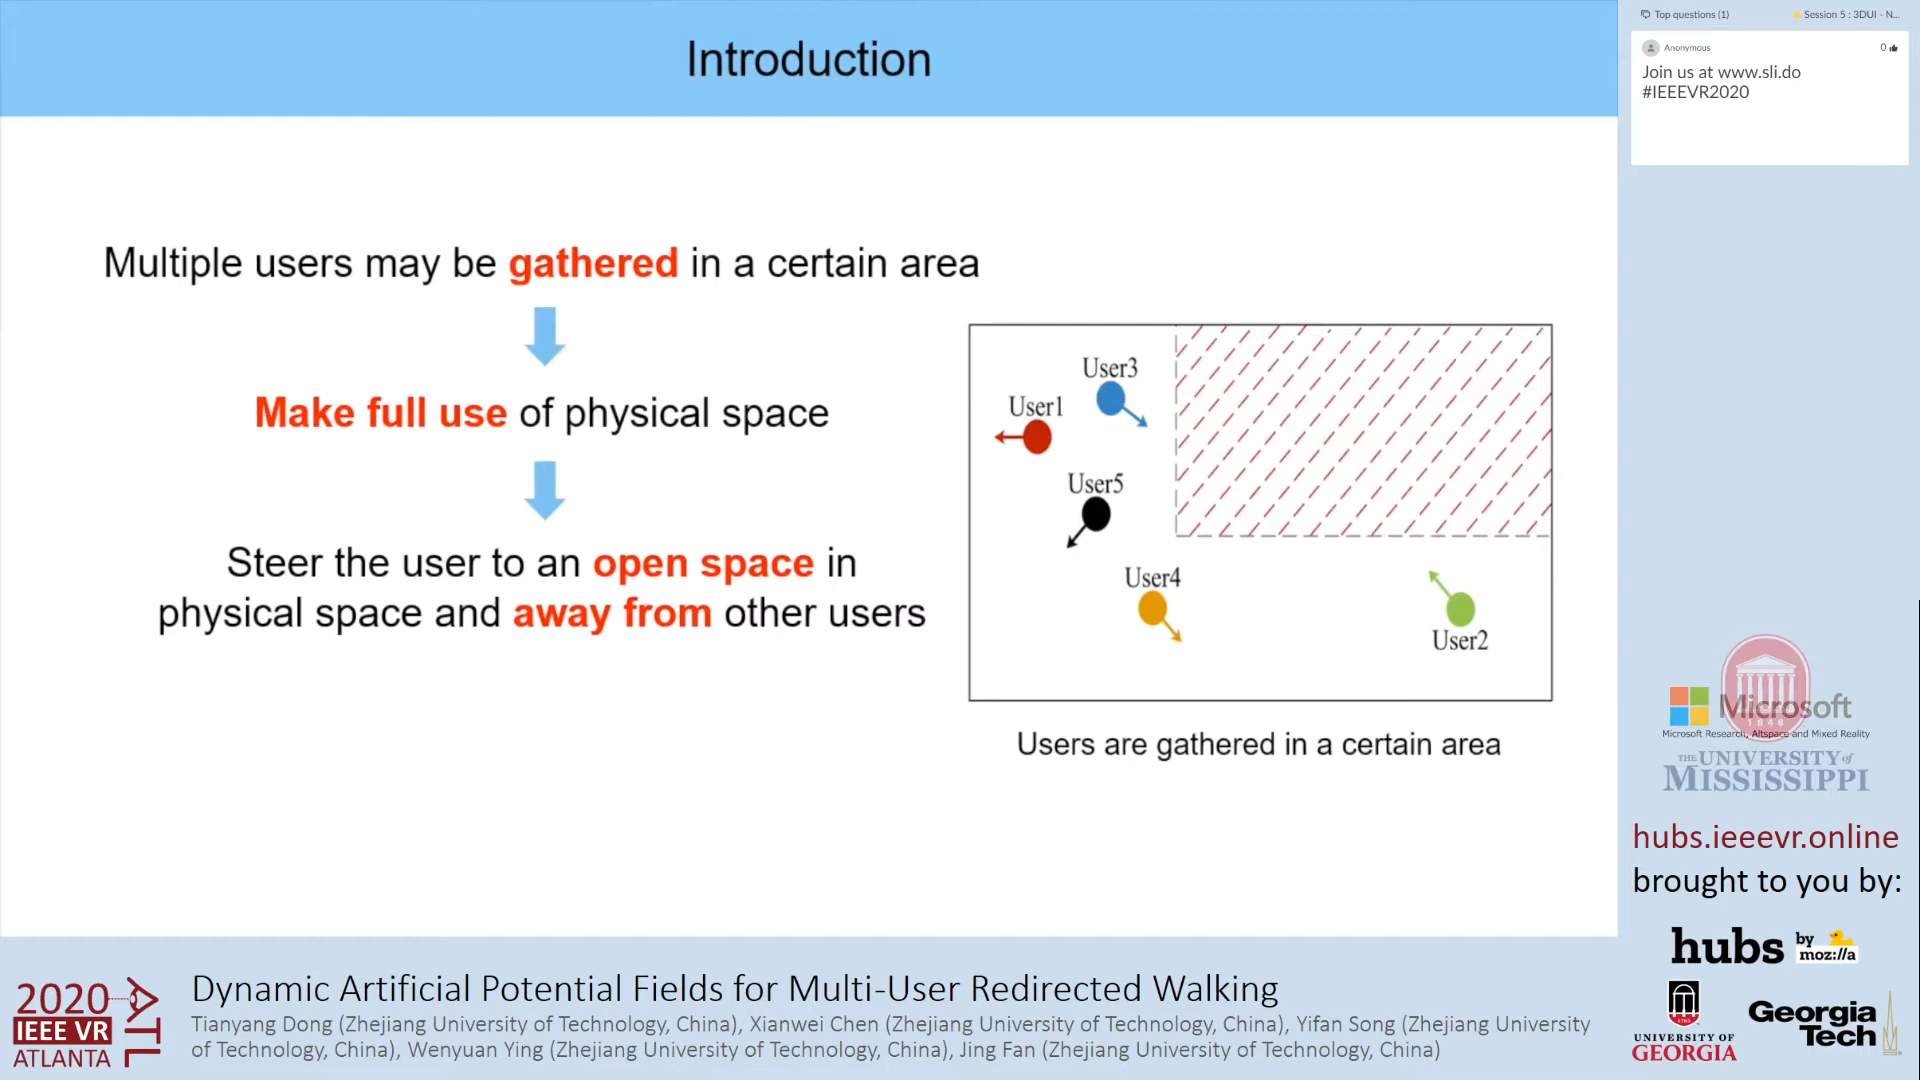 Introduction
Multiple users may be gathered in a certain area
Make full use of physical space
Steer the user to an open space in
physical space and away from other users
User3
User1
User5
User4
User2
Users are gathered in a certain area
Top questions (1)
Session 5 : 3DUI - N...
Anonymous
0
Join us at www.sli.do
#IEEEVR2020
Microsoft
1848
Microsoft Research, Altspace and Mixed Reality
THE UNIVERSITY of
MISSISSIPPI
hubs.ieeevr.online
brought to you by:
hubs by
moz://a
UNIVERSITY OF
GEORGIA
1785
Georgia
Tech
2020
IEEE VR
ATLANTA
ATL
Dynamic Artificial Potential Fields for Multi-User Redirected Walking
Tianyang Dong (Zhejiang University of Technology, China), Xianwei Chen (Zhejiang University of Technology, China), Yifan Song (Zhejiang University
of Technology, China), Wenyuan Ying (Zhejiang University of Technology, China), Jing Fan (Zhejiang University of Technology, China)